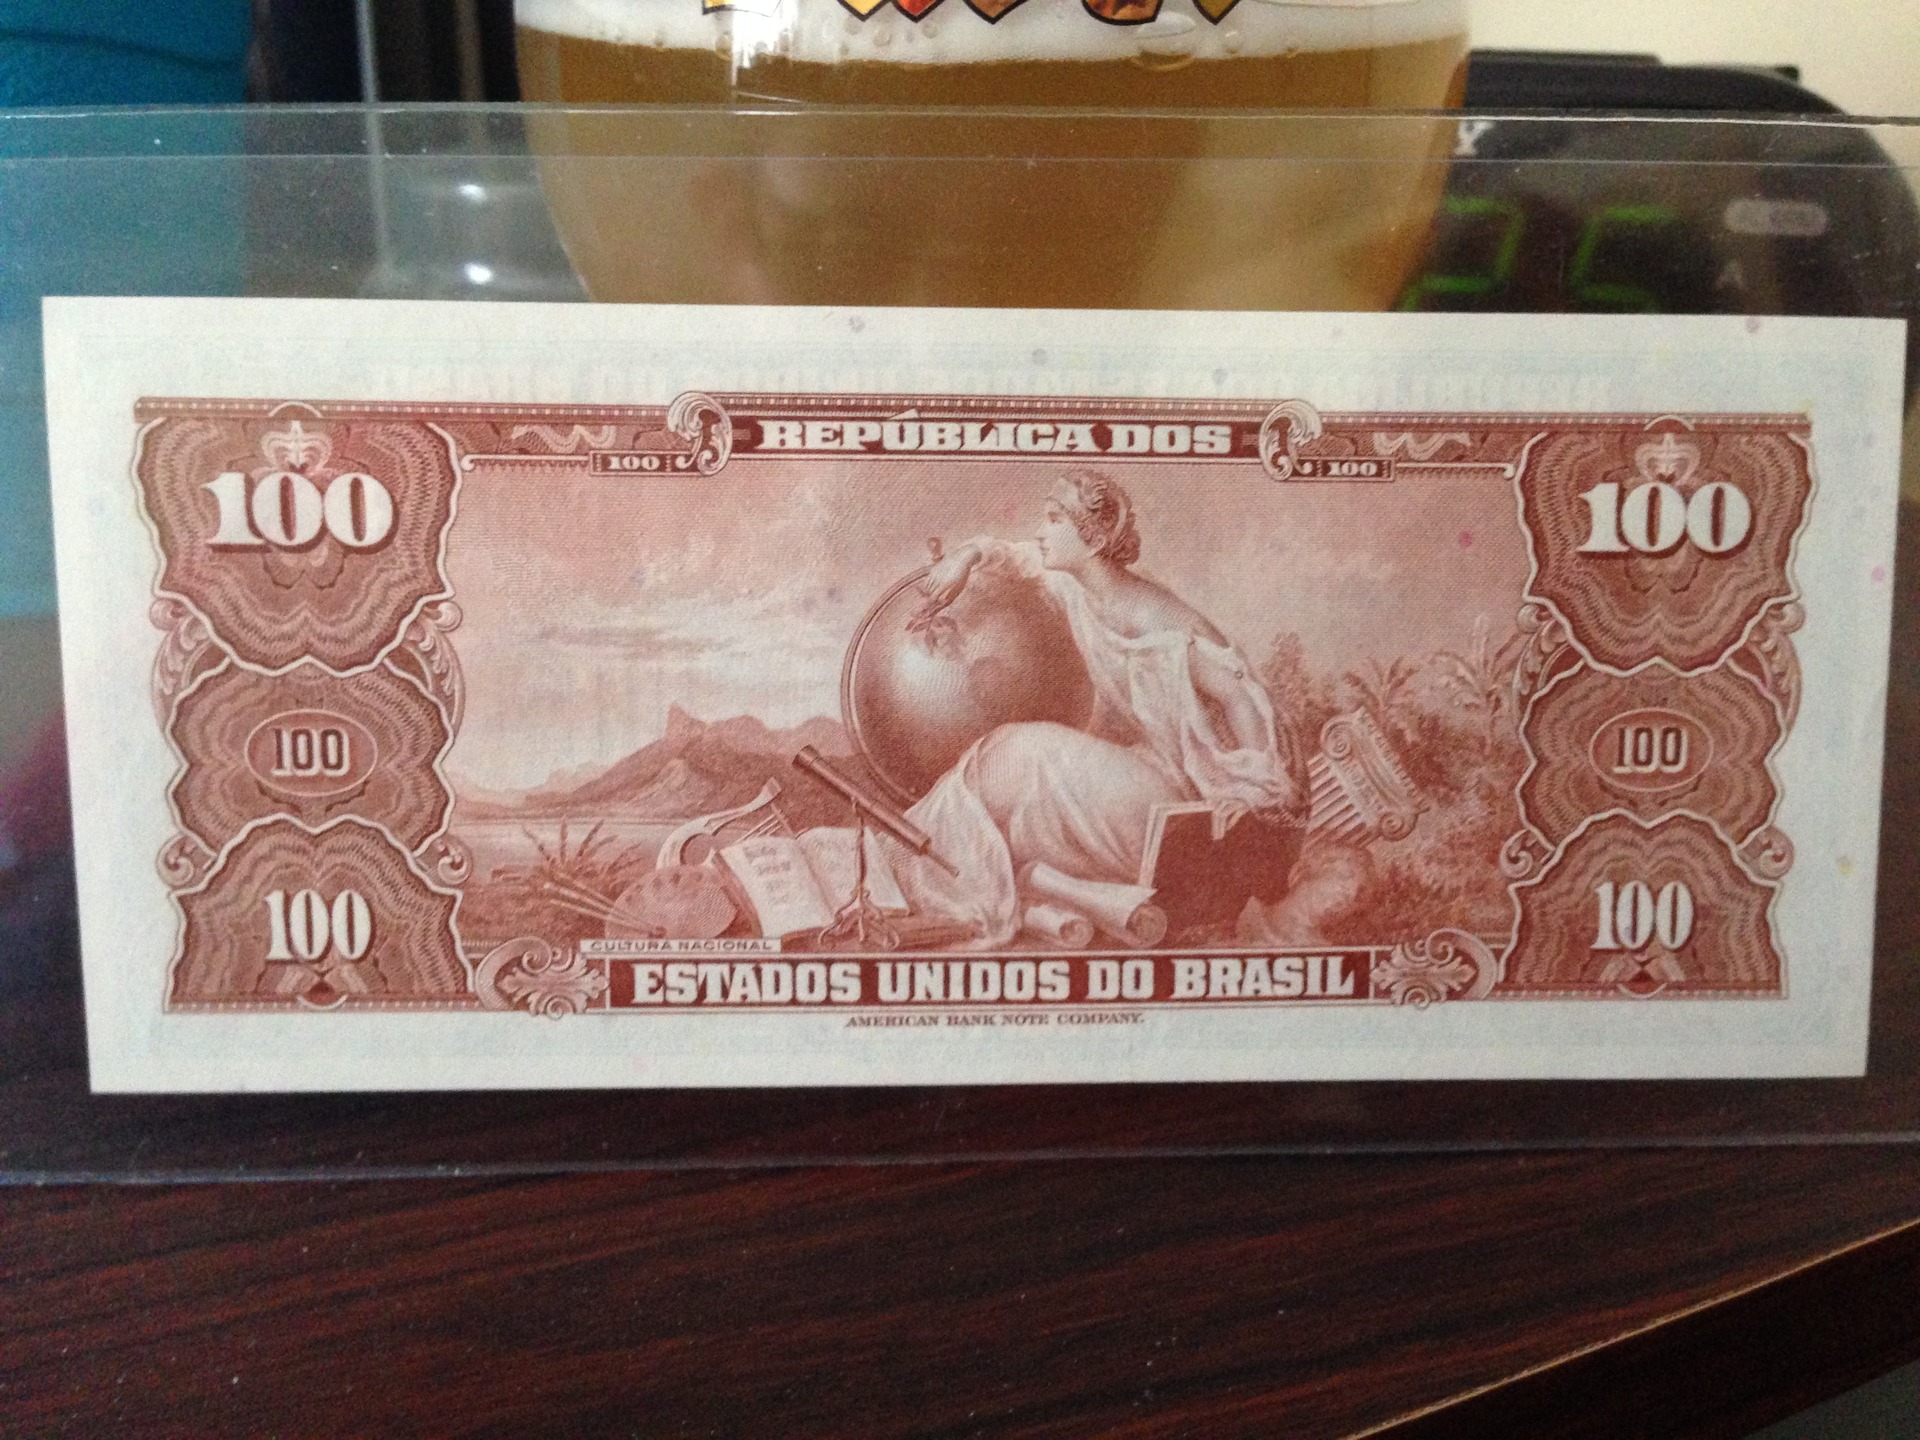 REPÚBLICA DOS
100 100
100 100
100 100
100 100
CULTURA NACIONAL
ESTADOS UNIDOS DO BRASIL
AMERICAN BANK NOTE COMPANY.